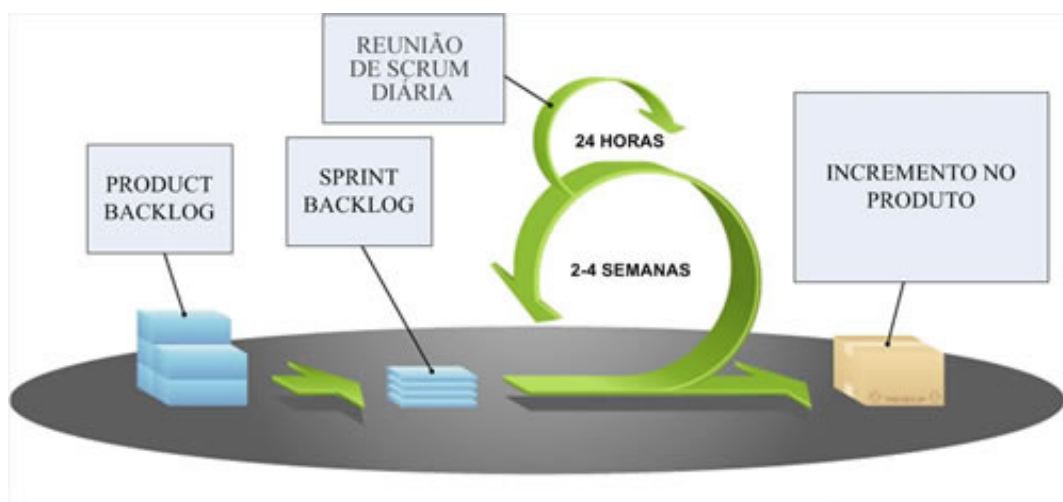 REUNIÃO
DE SCRUM
DIÁRIA
24 HORAS
PRODUCT
BACKLOG
SPRINT
BACKLOG
INCREMENTO NO
PRODUTO
2-4 SEMANAS